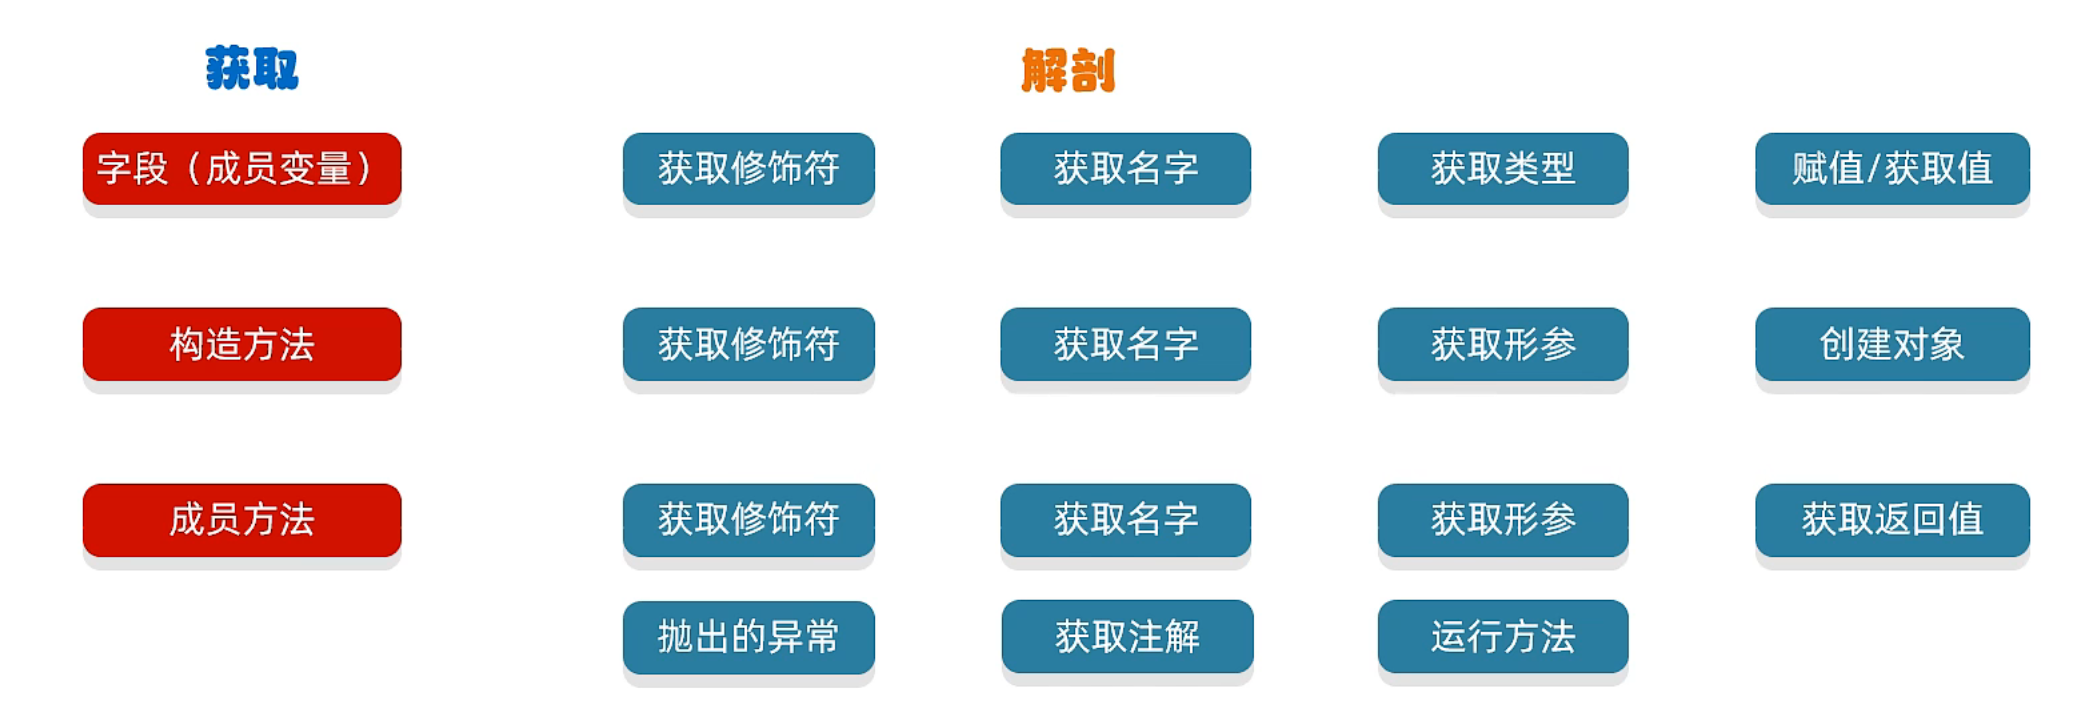 获取 解剖
字段（成员变量） 获取修饰符 获取名字 获取类型 赋值/获取值
构造方法 获取修饰符 获取名字 获取形参 创建对象
成员方法 获取修饰符 获取名字 获取形参 获取返回值
抛出的异常 获取注解 运行方法